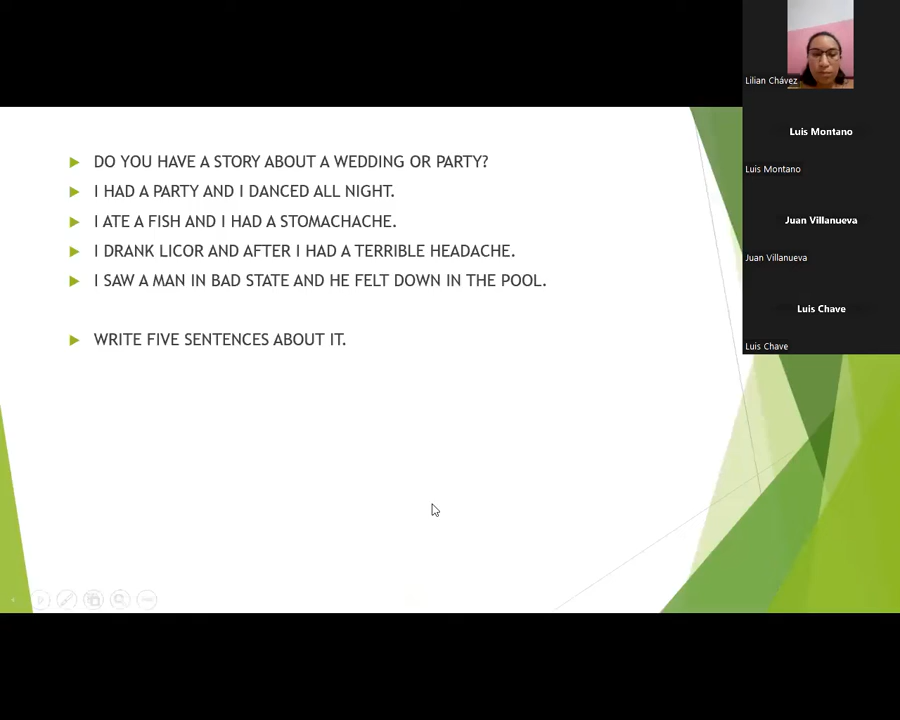 DO YOU HAVE A STORY ABOUT A WEDDING OR PARTY?
I HAD A PARTY AND I DANCED ALL NIGHT.
I ATE A FISH AND I HAD A STOMACHACHE.
I DRANK LICOR AND AFTER I HAD A TERRIBLE HEADACHE.
I SAW A MAN IN BAD STATE AND HE FELT DOWN IN THE POOL.
WRITE FIVE SENTENCES ABOUT IT.
Lilian Chávez
Luis Montano
Luis Montano
Juan Villanueva
Juan Villanueva
Luis Chave
Luis Chave